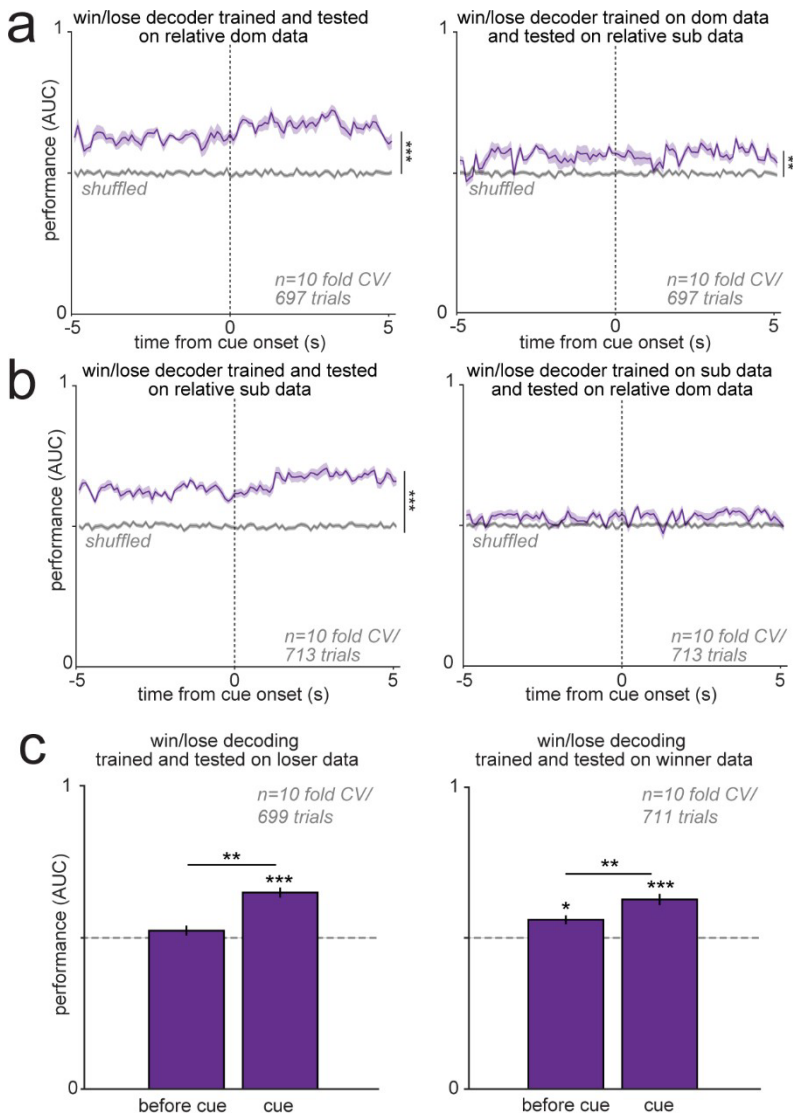 a
win/lose decoder trained and tested
on relative dom data
1
performance (AUC)
***
shuffled
n=10 fold CV/
697 trials
0
-5
0
5
time from cue onset (s)
win/lose decoder trained on dom data
and tested on relative sub data
1
**
shuffled
n=10 fold CV/
697 trials
0
-5
0
5
time from cue onset (s)
b
win/lose decoder trained and tested
on relative sub data
1
performance (AUC)
***
shuffled
n=10 fold CV/
713 trials
0
-5
0
5
time from cue onset (s)
win/lose decoder trained on sub data
and tested on relative dom data
1
shuffled
n=10 fold CV/
713 trials
0
-5
0
5
time from cue onset (s)
c
win/lose decoding
trained and tested on loser data
1
n=10 fold CV/
699 trials
performance (AUC)
**
***
0
before cue
cue
win/lose decoding
trained and tested on winner data
1
n=10 fold CV/
711 trials
**
*
***
0
before cue
cue